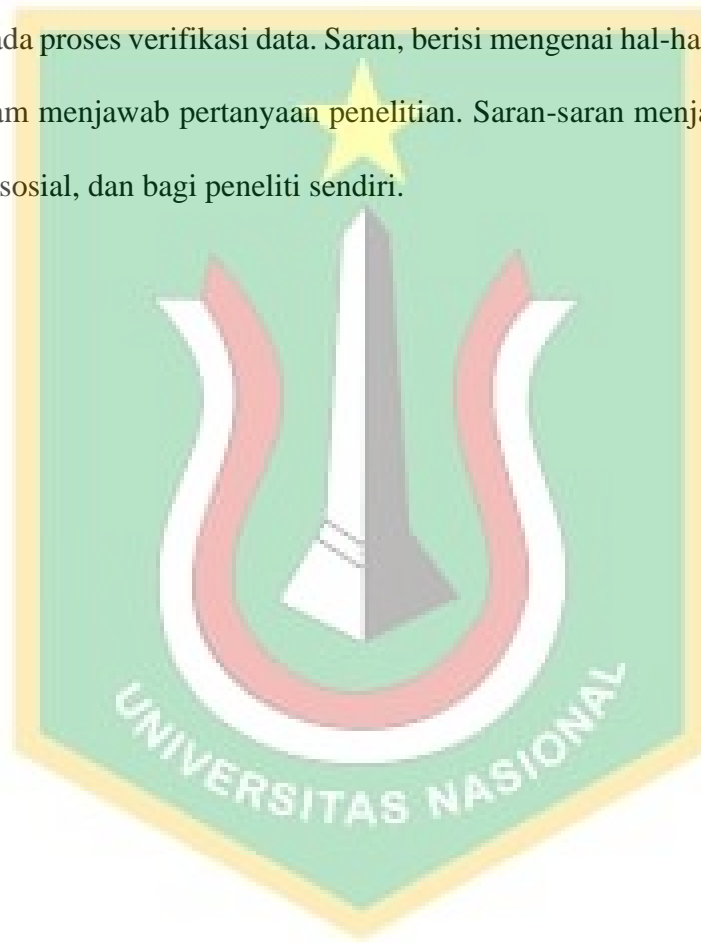 ada proses verifikasi data. Saran, berisi mengenai hal-ha
am menjawab pertanyaan penelitian. Saran-saran menja
sosial, dan bagi peneliti sendiri.
UNIVERSITAS NASIONAL